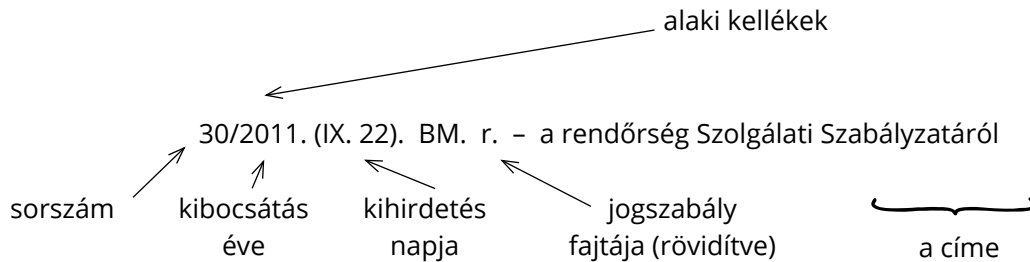 alaki kellékek
30/2011. (IX. 22). BM. r. – a rendőrség Szolgálati Szabályzatáról
sorszám kibocsátás kihirdetés jogszabály
éve napja fajtája (rövidítve) a címe